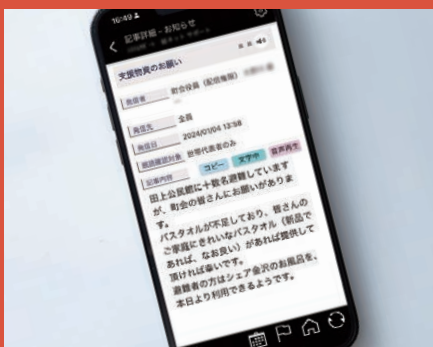 16:49
記事詳細 - お知らせ
支援物資のお願い
発信者 町会役員（配信権限）
発信先 全員
発信日 2024/01/04 13:58
既読確認対象 世帯代表者のみ
記事内容 コピー 文字中 音声再生
田上公民館に十数名避難しています
が、町会の皆さんにお願いがありま
す。
バスタオルが不足しており、皆さんの
ご家庭にきれいなバスタオル（新品で
あれば、なお良い）があれば提供して
頂ければ幸いです。
避難者の方はシェア金沢のお風呂を、
本日より利用できるようです。